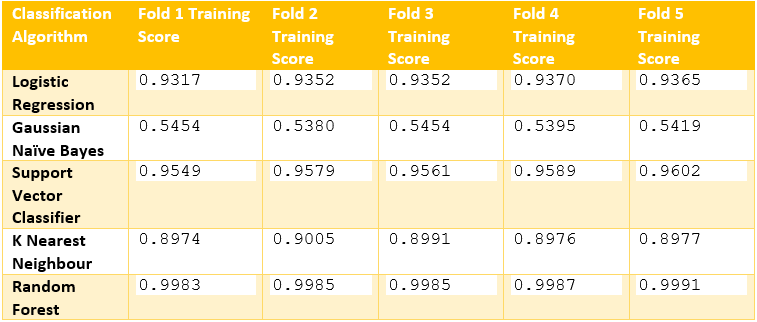 Classification Algorithm Fold 1 Training Score Fold 2 Training Score Fold 3 Training Score Fold 4 Training Score Fold 5 Training Score
Logistic Regression 0.9317 0.9352 0.9352 0.9370 0.9365
Gaussian Naïve Bayes 0.5454 0.5380 0.5454 0.5395 0.5419
Support Vector Classifier 0.9549 0.9579 0.9561 0.9589 0.9602
K Nearest Neighbour 0.8974 0.9005 0.8991 0.8976 0.8977
Random Forest 0.9983 0.9985 0.9985 0.9987 0.9991